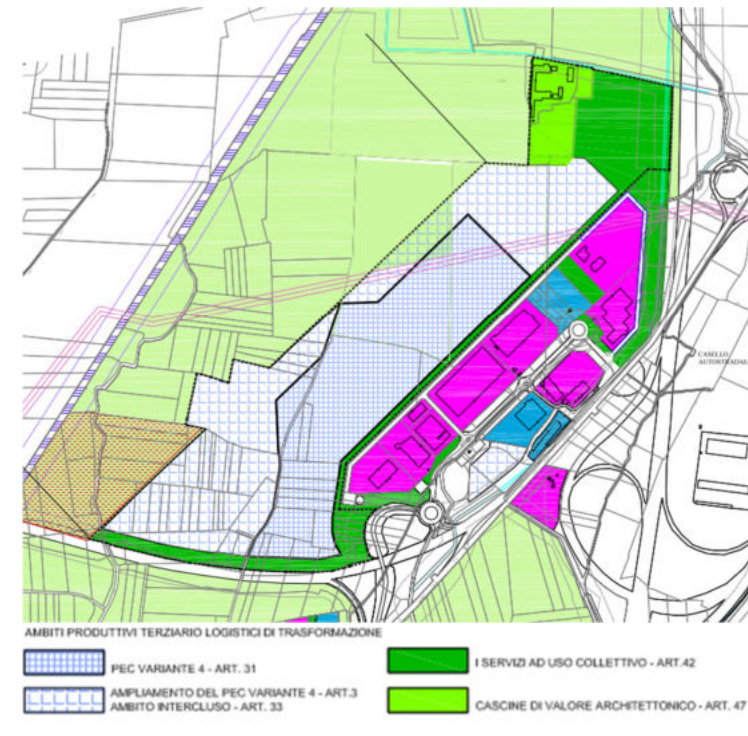 CASELLO
AUTOSTRADAL
AMBITI PRODUTTIVI TERZIARIO LOGISTICI DI TRASFORMAZIONE
PEC VARIANTE 4 - ART. 31
I SERVIZI AD USO COLLETTIVO - ART.42
AMPLIAMENTO DEL PEC VARIANTE 4 - ART.3
AMBITO INTERCLUSO - ART. 33
CASCINE DI VALORE ARCHITETTONICO - ART. 47